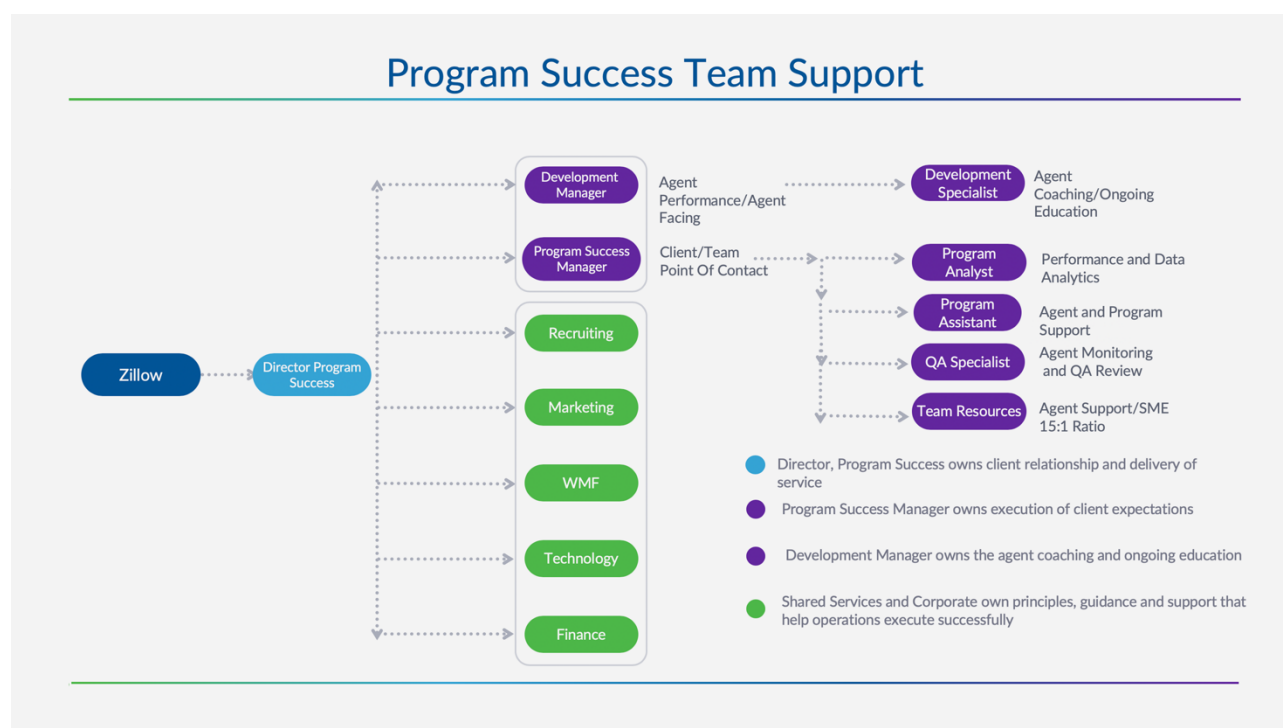 Program Success Team Support
Development
Manager
Agent
Performance/Agent
Facing
Development
Specialist
Agent
Coaching/Ongoing
Education
Program Success
Manager
Client/Team
Point Of Contact
Program
Analyst
Performance and Data
Analytics
Program
Assistant
Agent and Program
Support
Recruiting
QA Specialist
Agent Monitoring
and QA Review
Zillow
Director Program
Success
Marketing
Team Resources
Agent Support/SME
15:1 Ratio
WMF
Technology
Finance
Director, Program Success owns client relationship and delivery of
service
Program Success Manager owns execution of client expectations
Development Manager owns the agent coaching and ongoing education
Shared Services and Corporate own principles, guidance and support that
help operations execute successfully